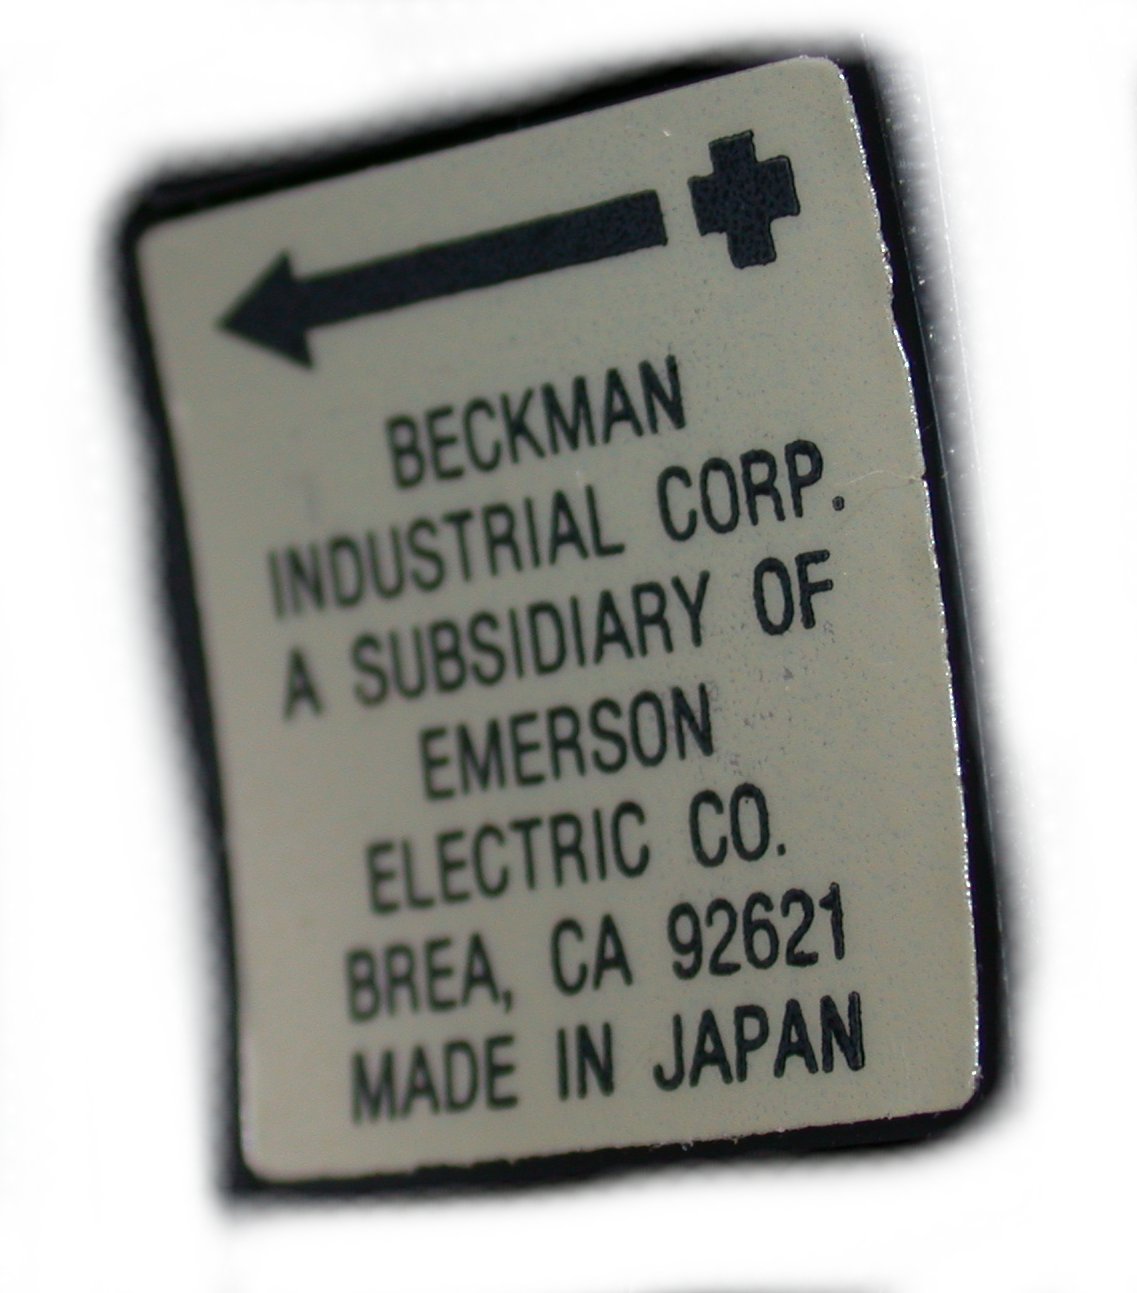 BECKMAN
INDUSTRIAL CORP.
A SUBSIDIARY OF
EMERSON
ELECTRIC CO.
BREA, CA 92621
MADE IN JAPAN